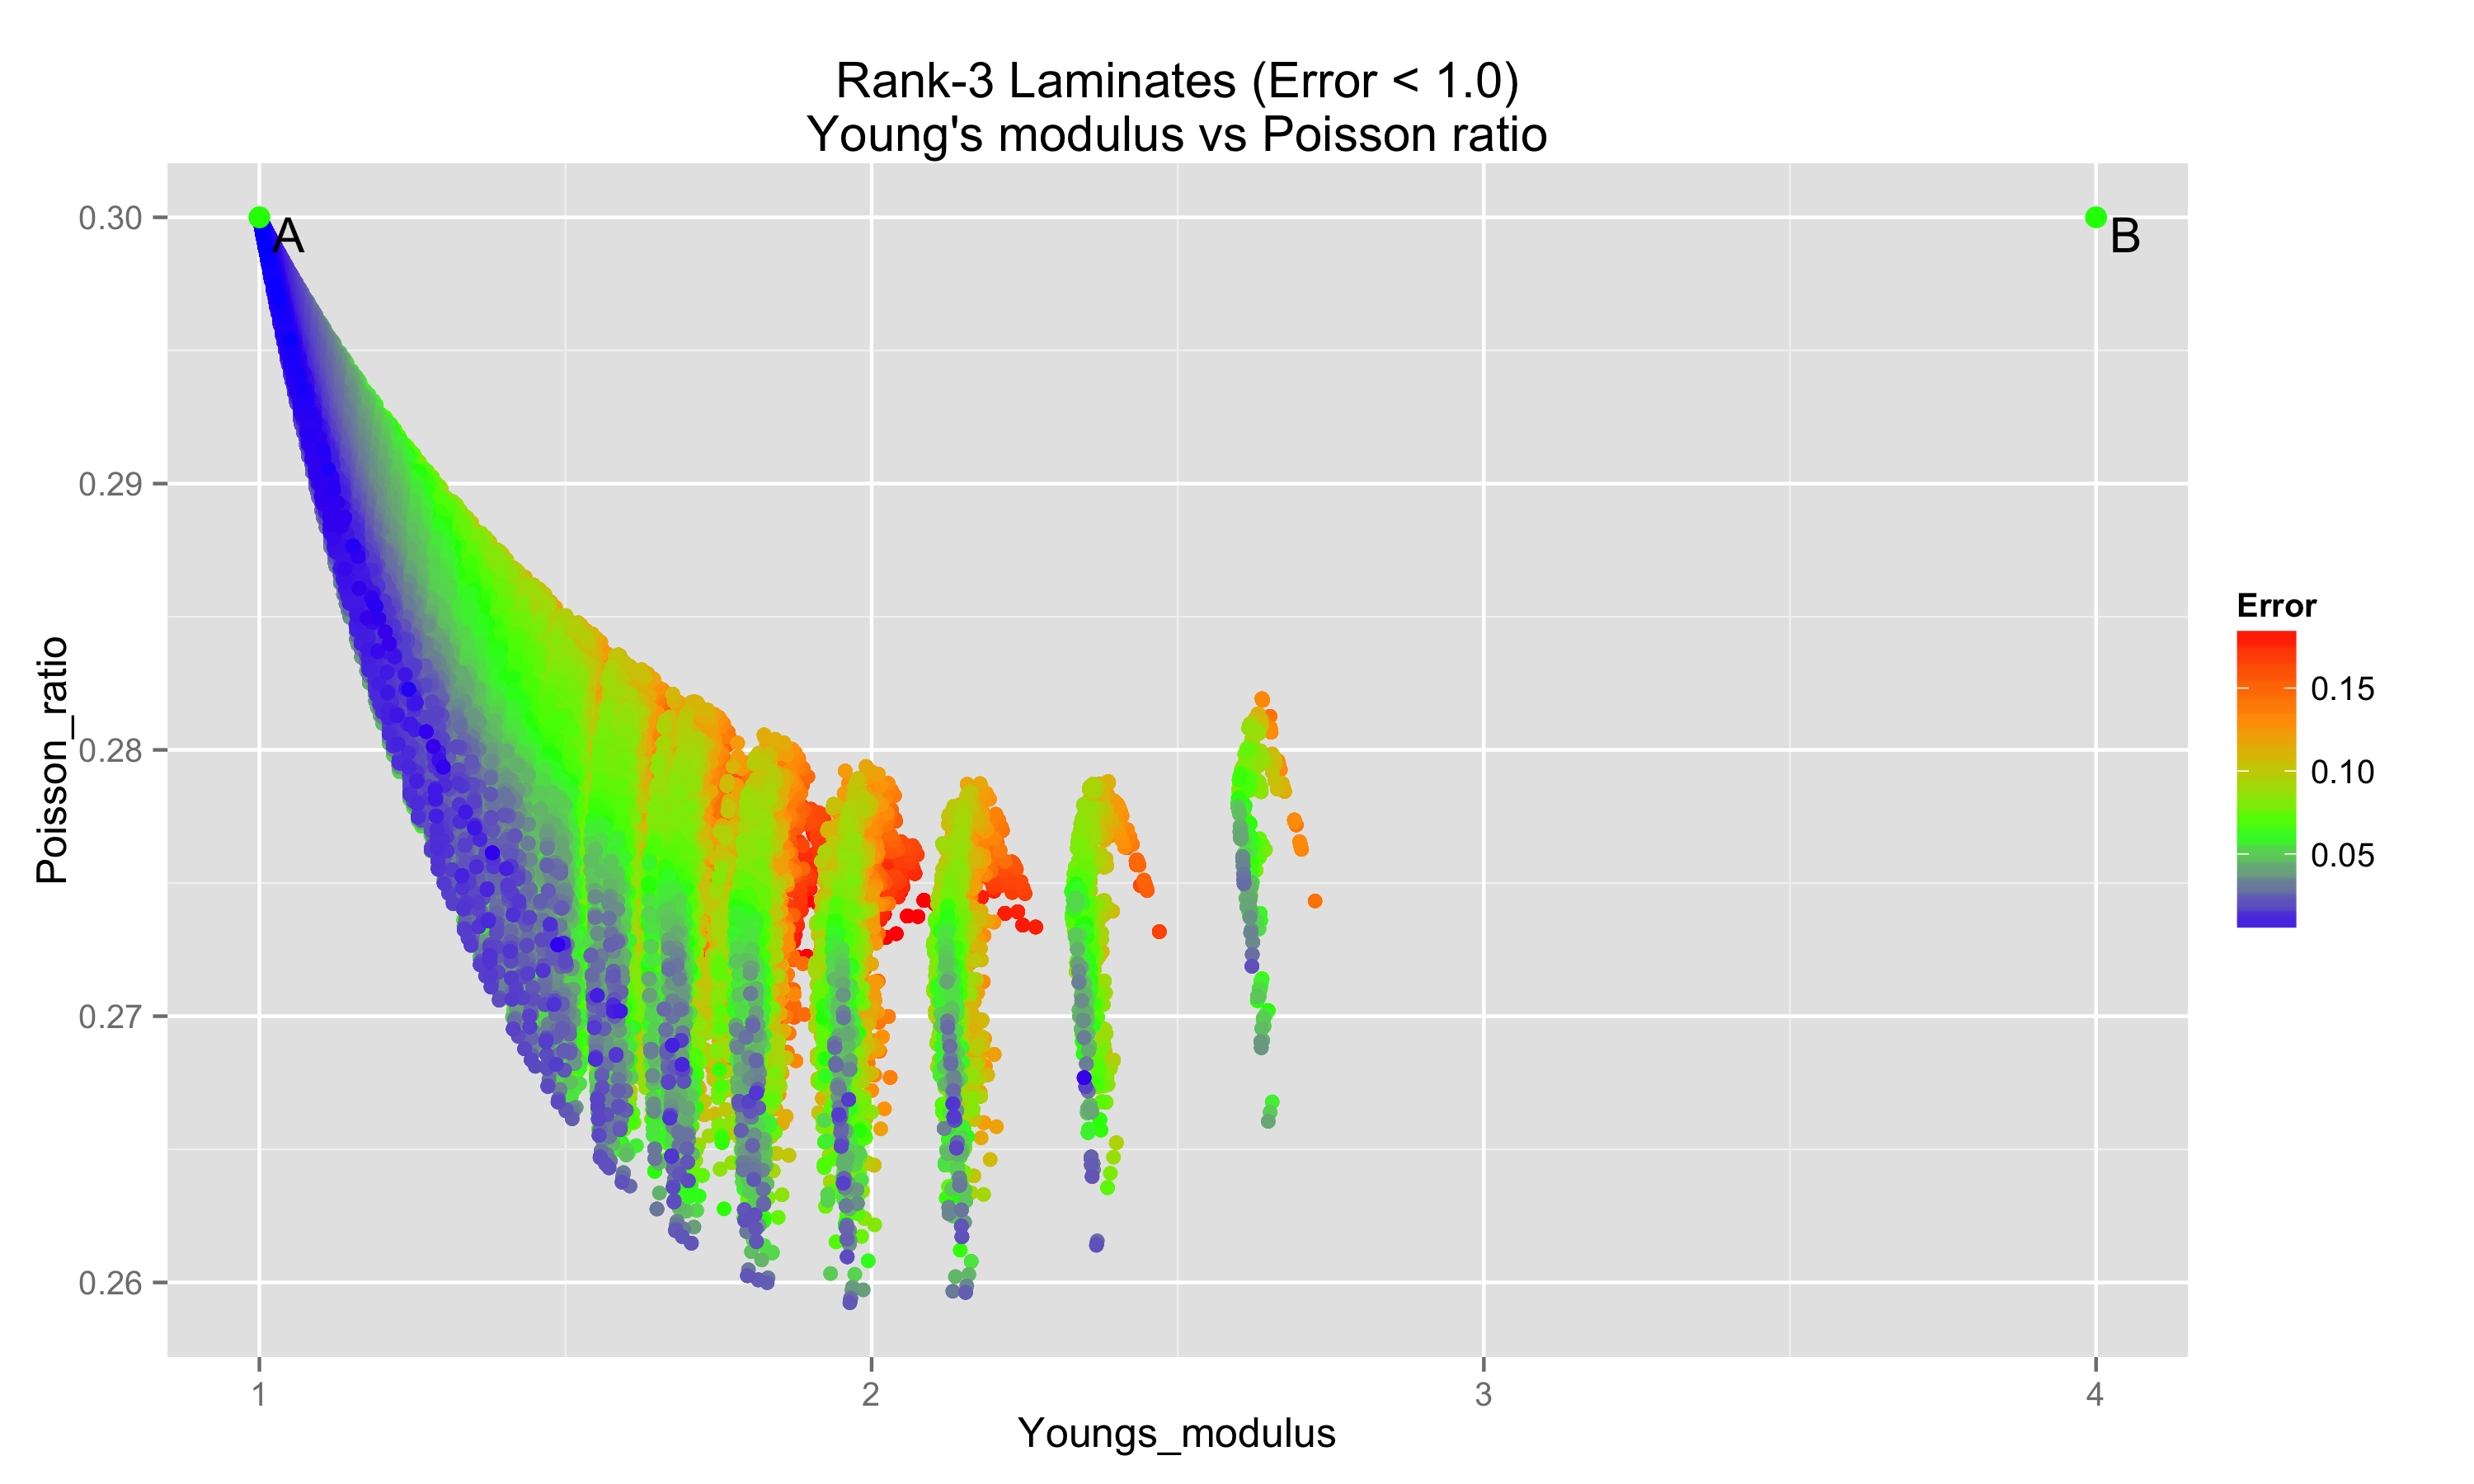 Rank-3 Laminates (Error < 1.0)
Young's modulus vs Poisson ratio
0.30
0.29
0.28
0.27
0.26
Poisson_ratio
A
B
1
2
3
4
Youngs_modulus
Error
0.15
0.10
0.05